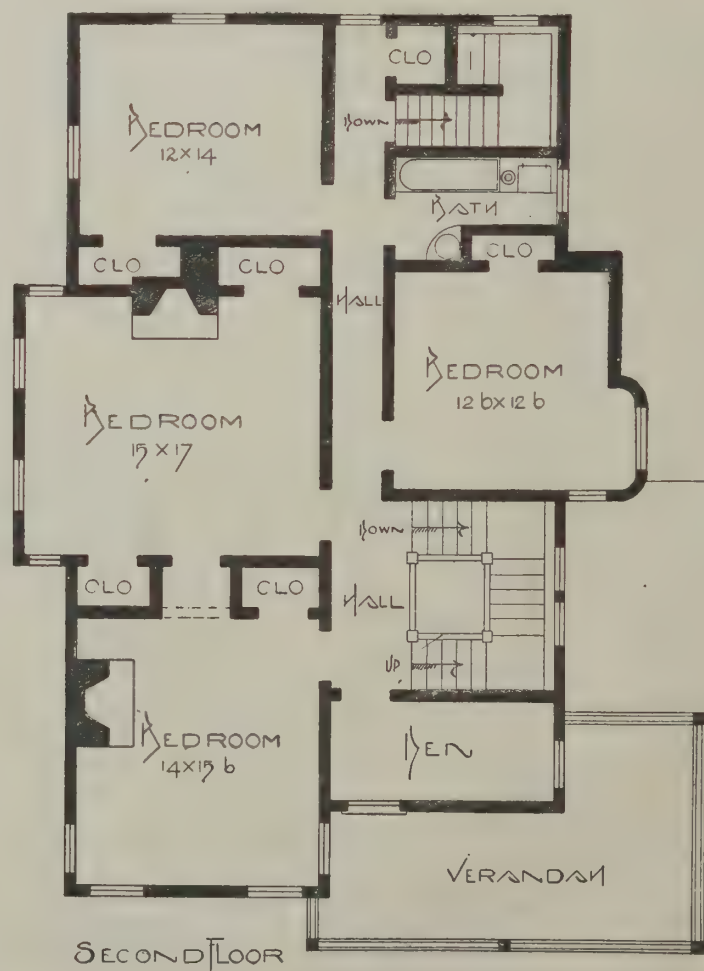 CLO
BEDROOM
12 X 14
DOWN
BATH
CLO
CLO
CLO
HALL
BEDROOM
12 6 X 12 6
BEDROOM
15 X 17
DOWN
CLO
CLO
HALL
UP
BEDROOM
14 X 15 6
DEN
VERANDAH
SECOND FLOOR